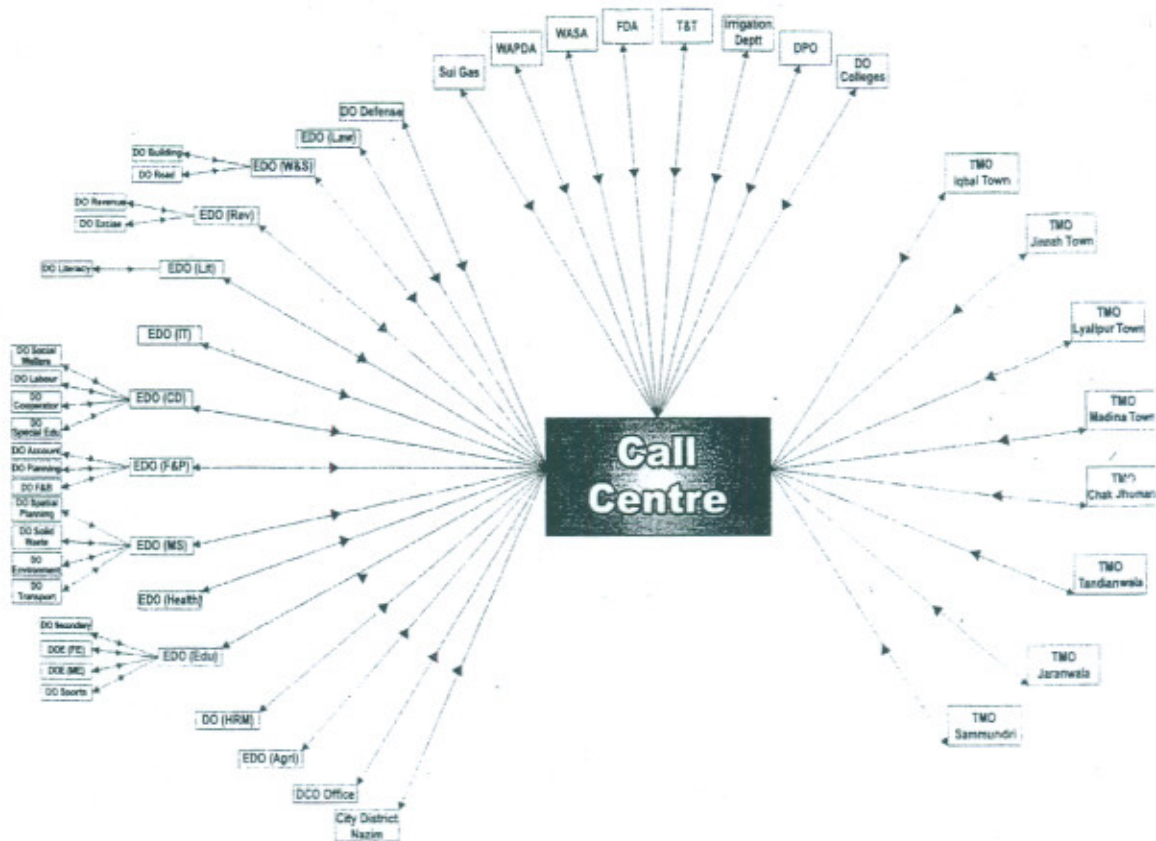 Sui Gas
WAPDA
WASA
FDA
T&T
Irrigation
Deptt
DPO
DO
Colleges
DO Defense
EDO (Law)
EDO (W&S)
DO Building
DO Road
EDO (Rev)
DO Revenue
DO Excise
EDO (Lit)
DO Literacy
EDO (IT)
EDO (CD)
DO Social
Welfare
DO Labour
DO
Cooperator
DO
Special Edu
EDO (F&P)
DO Account
DO Planning
DO F&B
EDO (MS)
DO Spatial
Planning
DO Solid
Waste
DO
Environment
DO
Transport
EDO (Health)
EDO (Edu)
DO Secundary
DOE (FE)
DOE (ME)
DO Sports
DO (HRM)
EDO (Agri)
DCO Office
City District
Nazim
Call
Centre
TMO
Iqbal Town
TMO
Jinnah Town
TMO
Lyallpur Town
TMO
Madina Town
TMO
Chak Jhumari
TMO
Tandianwala
TMO
Jaranwala
TMO
Sammundri